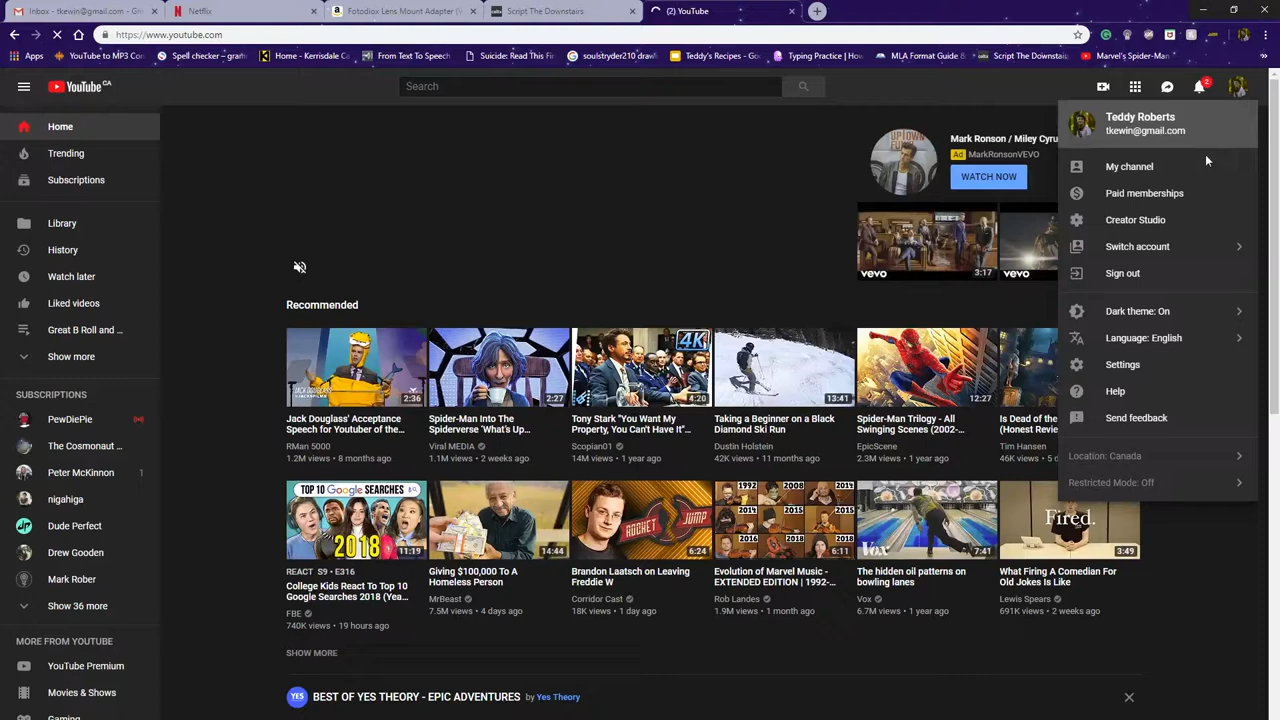 Inbox - tkewin@gmail.com - Gm
Netflix
Fotodiox Lens Mount Adapter (V
Script The Downstairs
(2) YouTube
https://www.youtube.com
Apps
YouTube to MP3 Con
Spell checker – gram
Home - Kerrisdale C
From Text To Speech
Suicide: Read This Fir
soulstryder210 draw
Teddy's Recipes - Go
Typing Practice | How
MLA Format Guide &
Script The Downstairs
Marvel's Spider-Man
YouTube CA
Search
2
Home
Trending
Subscriptions
Library
History
Watch later
Liked videos
Great B Roll and ...
Show more
SUBSCRIPTIONS
PewDiePie
The Cosmonaut ...
Peter McKinnon 1
nigahiga
Dude Perfect
Drew Gooden
Mark Rober
Show 36 more
MORE FROM YOUTUBE
YouTube Premium
Movies & Shows
Gaming
UPTOWN
Mark Ronson / Miley Cyru
Ad MarkRonsonVEVO
WATCH NOW
vevo 3:17
vevo
Teddy Roberts
tkewin@gmail.com
My channel
Paid memberships
Creator Studio
Switch account
Sign out
Dark theme: On
Language: English
Settings
Help
Send feedback
Location: Canada
Restricted Mode: Off
Recommended
JACK DOUGLASS
2:36
2:27
4K
4:20
13:41
12:27
Jack Douglass' Acceptance
Speech for Youtuber of the...
RMan 5000
1.2M views • 8 months ago
Spider-Man Into The
Spiderverse "What's Up...
Viral MEDIA
1.1M views • 2 weeks ago
Tony Stark "You Want My
Property, You Can't Have It"...
Scopian01
14M views • 1 year ago
Taking a Beginner on a Black
Diamond Ski Run
Dustin Holstein
42K views • 11 months ago
Spider-Man Trilogy - All
Swinging Scenes (2002-...
EpicScene
2.3M views • 1 year ago
Is Dead of the
(Honest Revie
Tim Hansen
46K views • 5 d
TOP 10 Google SEARCHES
2018
11:19
14:44
ROCKET JUMP
6:24
1992 2008 2014
2014
2015
6:11
Vox
7:41
Fired.
3:49
REACT S9 • E316
College Kids React To Top 10
Google Searches 2018 (Yea...
FBE
740K views • 19 hours ago
Giving $100,000 To A
Homeless Person
MrBeast
7.5M views • 4 days ago
Brandon Laatsch on Leaving
Freddie W
Corridor Cast
18K views • 1 day ago
Evolution of Marvel Music -
EXTENDED EDITION | 1992-...
Rob Landes
1.9M views • 1 month ago
The hidden oil patterns on
bowling lanes
Vox
6.7M views • 1 year ago
What Firing A Comedian For
Old Jokes Is Like
Lewis Spears
691K views • 2 weeks ago
SHOW MORE
YES
BEST OF YES THEORY - EPIC ADVENTURES by Yes Theory